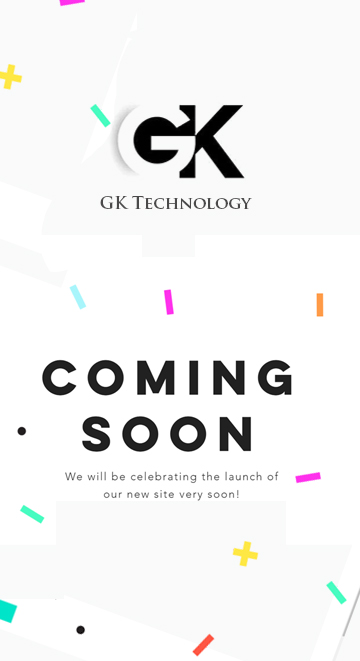 GK
GK Technology
COMING
SOON
We will be celebrating the launch of
our new site very soon!